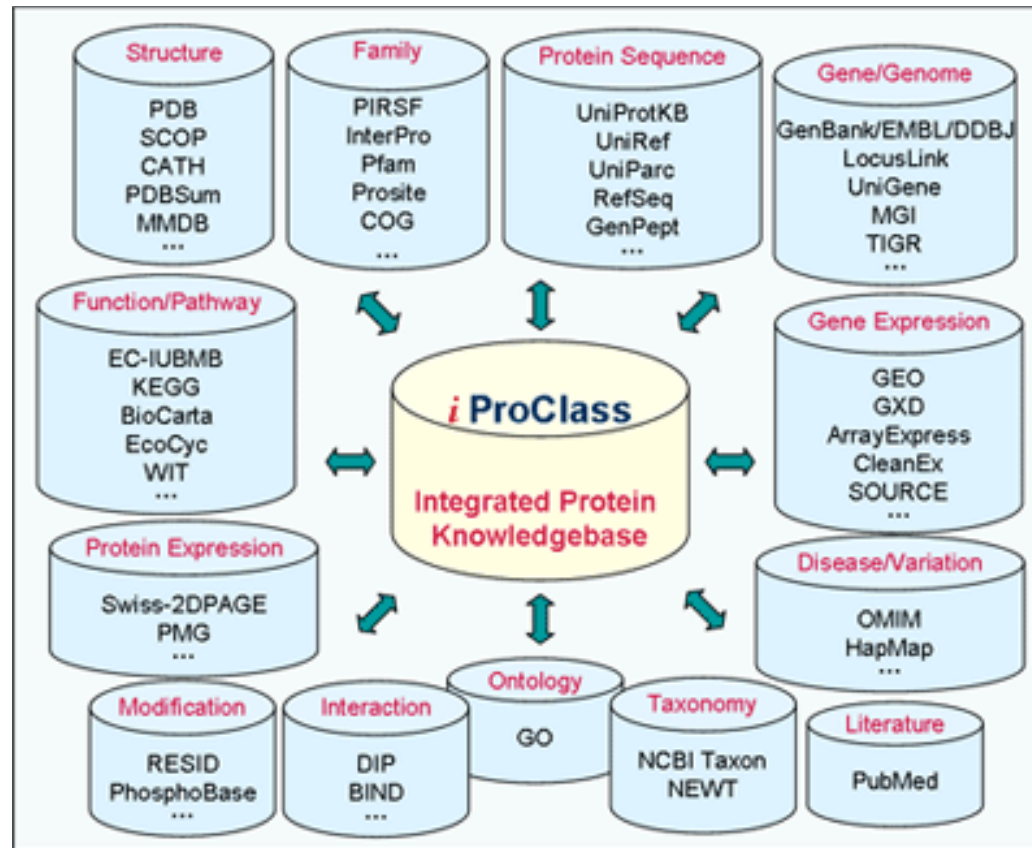 Structure
PDB
SCOP
CATH
PDBSum
MMDB
...
Family
PIRSF
InterPro
Pfam
Prosite
COG
...
Protein Sequence
UniProtKB
UniRef
UniParc
RefSeq
GenPept
...
Gene/Genome
GenBank/EMBL/DDBJ
LocusLink
UniGene
MGI
TIGR
...
Function/Pathway
EC-IUBMB
KEGG
BioCarta
EcoCyc
WIT
...
i ProClass
Integrated Protein
Knowledgebase
Gene Expression
GEO
GXD
ArrayExpress
CleanEx
SOURCE
...
Protein Expression
Swiss-2DPAGE
PMG
...
Disease/Variation
OMIM
HapMap
...
Modification
RESID
PhosphoBase
...
Interaction
DIP
BIND
...
Ontology
GO
Taxonomy
NCBI Taxon
NEWT
Literature
PubMed